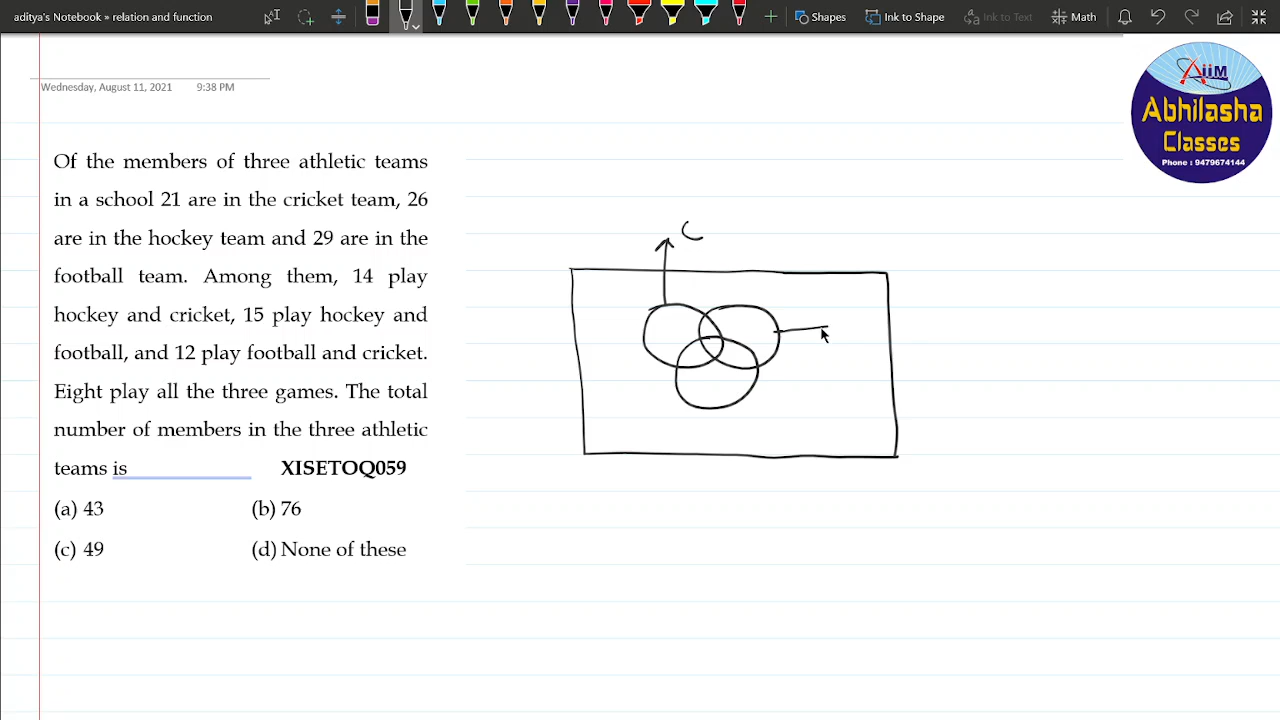 aditya's Notebook » relation and function
Shapes
Ink to Shape
Ink to Text
Math
Wednesday, August 11, 2021 9:38 PM
AiiM
Abhilasha
Classes
Phone : 9479674144
Of the members of three athletic teams
in a school 21 are in the cricket team, 26
are in the hockey team and 29 are in the
football team. Among them, 14 play
hockey and cricket, 15 play hockey and
football, and 12 play football and cricket.
Eight play all the three games. The total
number of members in the three athletic
teams is XISETOQ059
(a) 43 (b) 76
(c) 49 (d) None of these
C